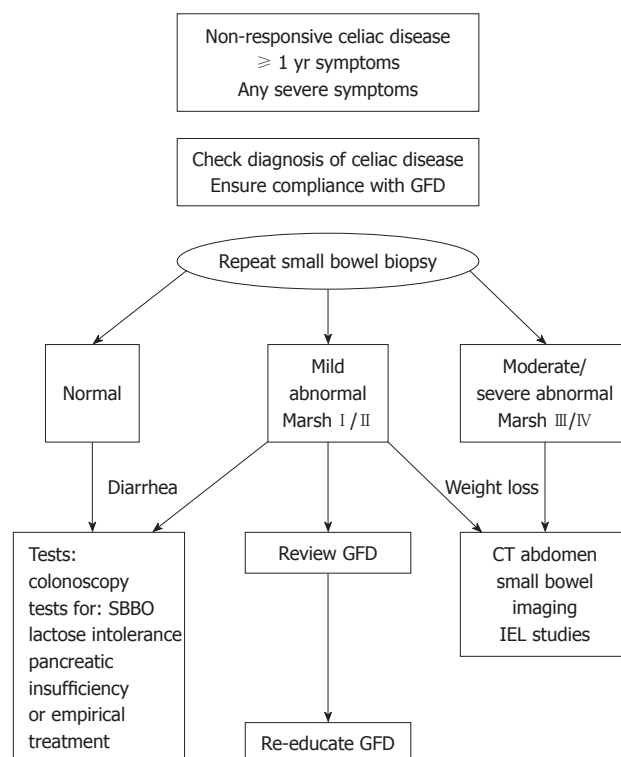 Non-responsive celiac disease
≥ 1 yr symptoms
Any severe symptoms
Check diagnosis of celiac disease
Ensure compliance with GFD
Repeat small bowel biopsy
Normal
Mild
abnormal
Marsh Ⅰ/Ⅱ
Moderate/
severe abnormal
Marsh Ⅲ/Ⅳ
Diarrhea
Weight loss
Tests:
colonoscopy
tests for: SBBO
lactose intolerance
pancreatic
insufficiency
or empirical
treatment
Review GFD
CT abdomen
small bowel
imaging
IEL studies
Re-educate GFD